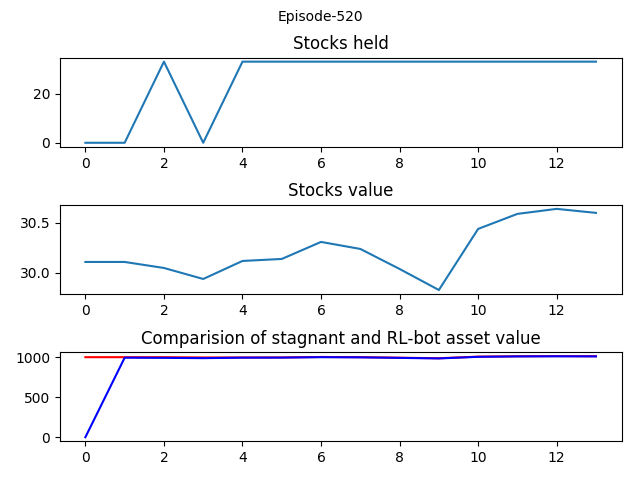 Episode-520
Stocks held
20
0
0 2 4 6 8 10 12
Stocks value
30.5
30.0
0 2 4 6 8 10 12
Comparision of stagnant and RL-bot asset value
1000
500
0
0 2 4 6 8 10 12